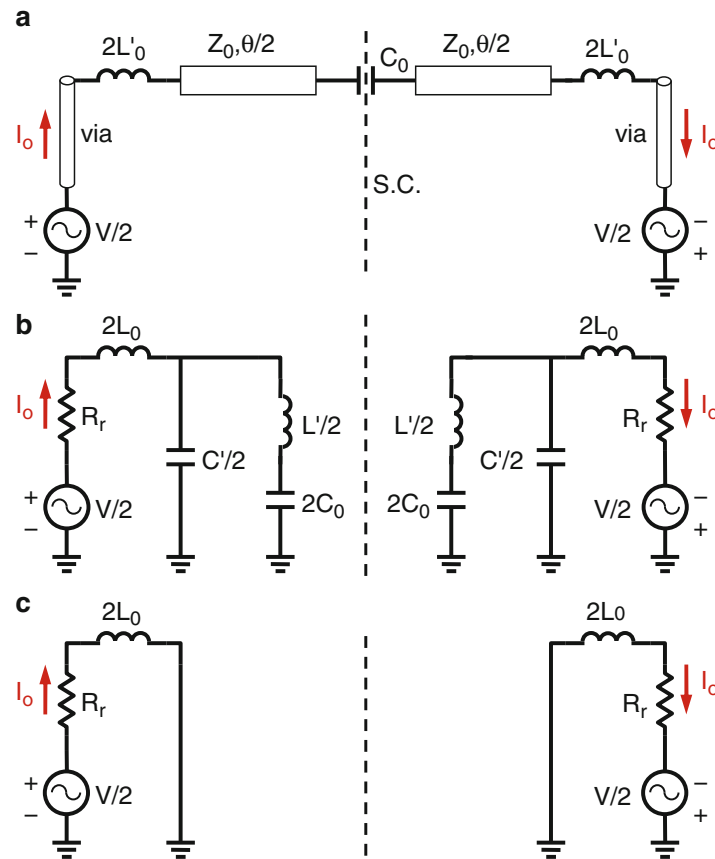 a
2L'₀ Z₀,θ/2 C₀ Z₀,θ/2 2L'₀
Iₒ via via Iₒ
S.C.
+ − V/2 V/2 − +
b
2L₀ 2L₀
Iₒ Rᵣ L'/2 L'/2 Rᵣ Iₒ
C'/2 C'/2
+ − V/2 2C₀ 2C₀ V/2 − +
c
2L₀ 2L₀
Iₒ Rᵣ Rᵣ Iₒ
+ − V/2 V/2 − +